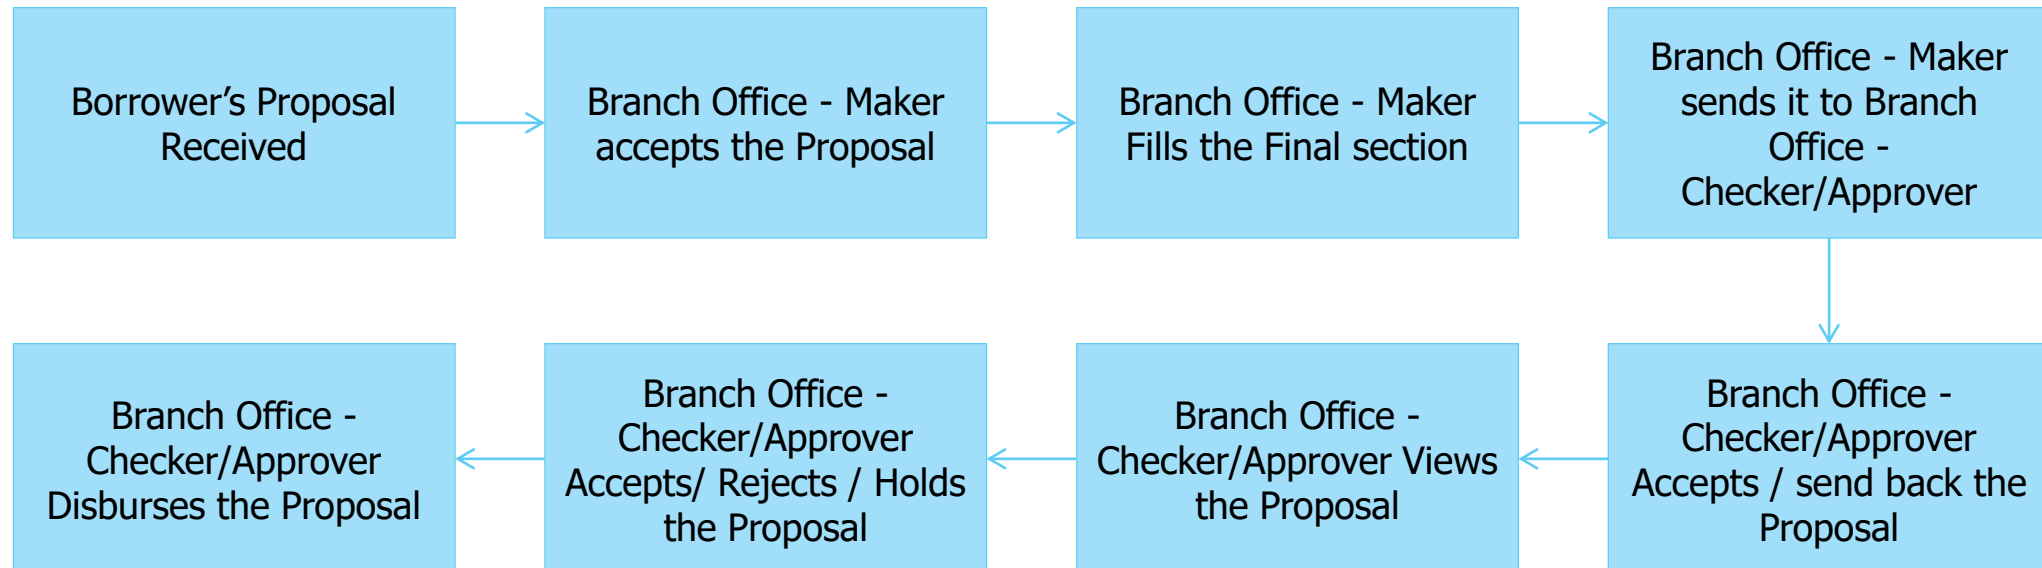 Borrower’s Proposal
Received
Branch Office - Maker
accepts the Proposal
Branch Office - Maker
Fills the Final section
Branch Office - Maker
sends it to Branch
Office -
Checker/Approver
Branch Office -
Checker/Approver
Accepts / send back the
Proposal
Branch Office -
Checker/Approver Views
the Proposal
Branch Office -
Checker/Approver
Accepts/ Rejects / Holds
the Proposal
Branch Office -
Checker/Approver
Disburses the Proposal